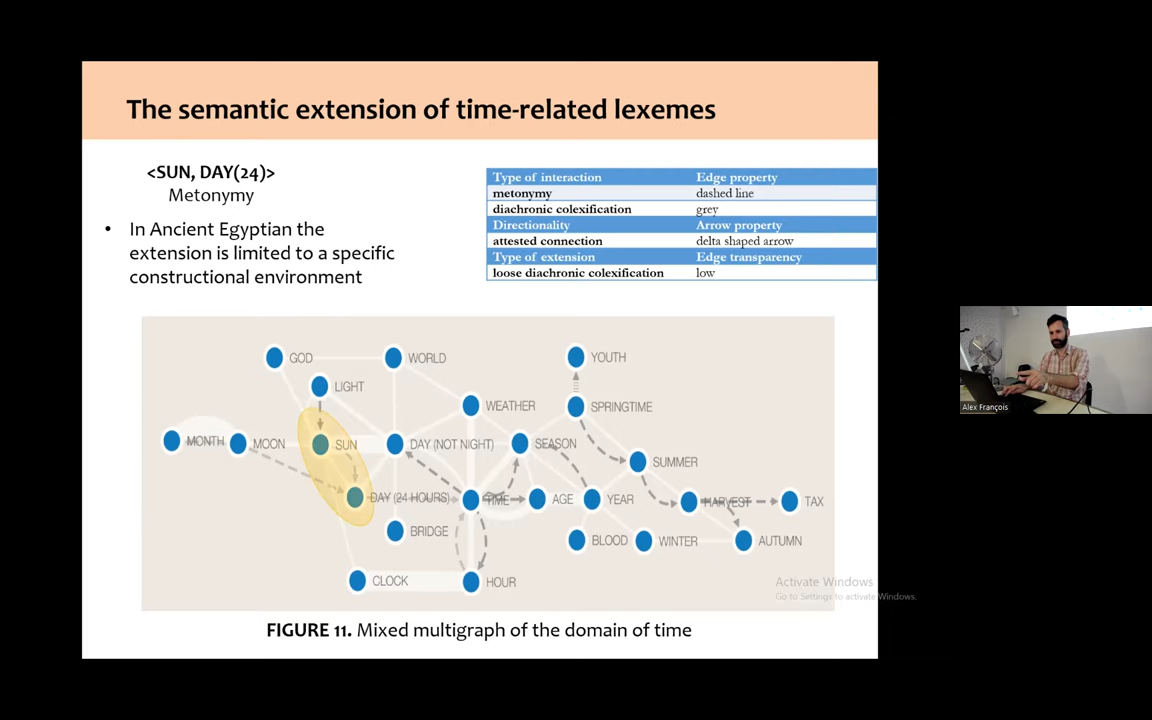 The semantic extension of time-related lexemes
<SUN, DAY(24)>
Metonymy
• In Ancient Egyptian the
extension is limited to a specific
constructional environment
Type of interaction Edge property
metonymy dashed line
diachronic colexification grey
Directionality Arrow property
attested connection delta shaped arrow
Type of extension Edge transparency
loose diachronic colexification low
GOD
WORLD
YOUTH
LIGHT
WEATHER
SPRINGTIME
MONTH
MOON
SUN
DAY (NOT NIGHT)
SEASON
SUMMER
DAY (24 HOURS)
TIME
AGE
YEAR
HARVEST
TAX
BRIDGE
BLOOD
WINTER
AUTUMN
CLOCK
HOUR
Activate Windows
Go to Settings to activate Windows.
FIGURE 11. Mixed multigraph of the domain of time
Alex François